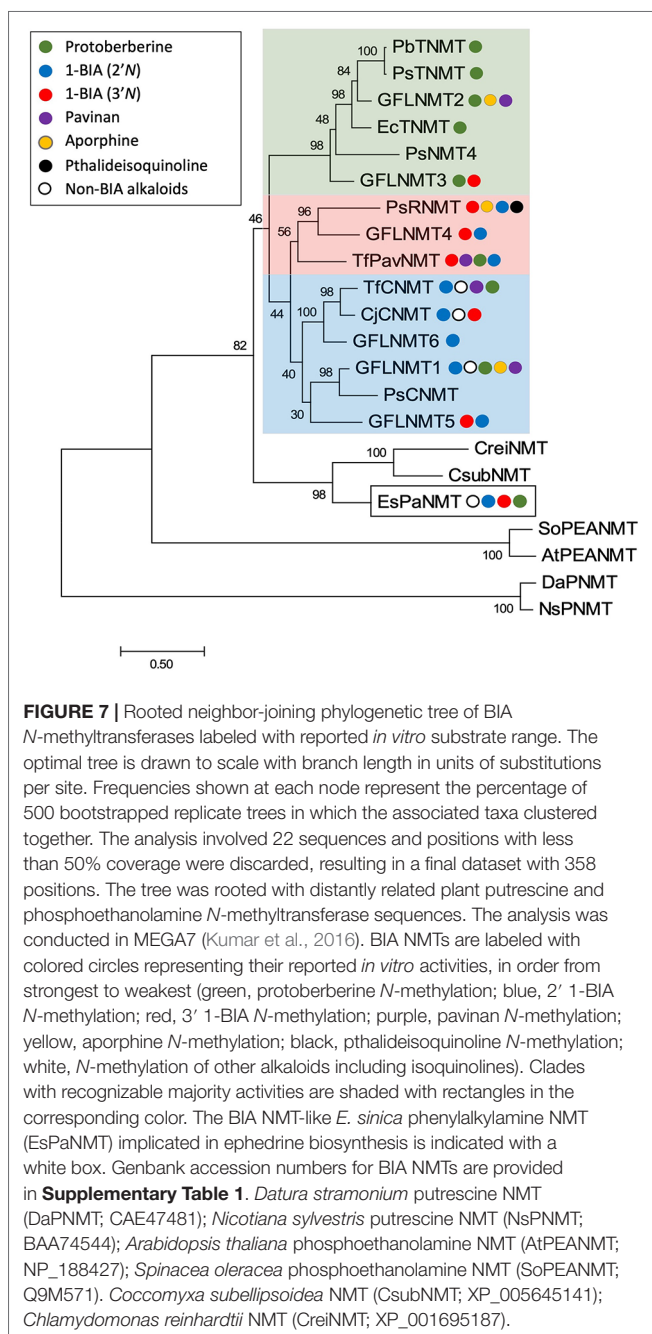 Protoberberine
1-BIA (2'N)
1-BIA (3'N)
Pavinan
Aporphine
Pthalideisoquinoline
Non-BIA alkaloids
PbTNMT
100
PsTNMT
84
GFLNMT2
98
EcTNMT
48
PsNMT4
98
GFLNMT3
46
PsRNMT
96
GFLNMT4
56
TfPavNMT
44
TfCNMT
98
CjCNMT
100
GFLNMT6
40
GFLNMT1
98
PsCNMT
30
GFLNMT5
82
CreiNMT
100
CsubNMT
98
EsPaNMT
SoPEANMT
100
AtPEANMT
DaPNMT
100
NsPNMT
0.50
FIGURE 7 | Rooted neighbor-joining phylogenetic tree of BIA
N-methyltransferases labeled with reported in vitro substrate range. The
optimal tree is drawn to scale with branch length in units of substitutions
per site. Frequencies shown at each node represent the percentage of
500 bootstrapped replicate trees in which the associated taxa clustered
together. The analysis involved 22 sequences and positions with less
than 50% coverage were discarded, resulting in a final dataset with 358
positions. The tree was rooted with distantly related plant putrescine and
phosphoethanolamine N-methyltransferase sequences. The analysis was
conducted in MEGA7 (Kumar et al., 2016). BIA NMTs are labeled with
colored circles representing their reported in vitro activities, in order from
strongest to weakest (green, protoberberine N-methylation; blue, 2′ 1-BIA
N-methylation; red, 3′ 1-BIA N-methylation; purple, pavinan N-methylation;
yellow, aporphine N-methylation; black, pthalideisoquinoline N-methylation;
white, N-methylation of other alkaloids including isoquinolines). Clades
with recognizable majority activities are shaded with rectangles in the
corresponding color. The BIA NMT-like E. sinica phenylalkylamine NMT
(EsPaNMT) implicated in ephedrine biosynthesis is indicated with a
white box. Genbank accession numbers for BIA NMTs are provided
in Supplementary Table 1. Datura stramonium putrescine NMT
(DaPNMT; CAE47481); Nicotiana sylvestris putrescine NMT (NsPNMT;
BAA74544); Arabidopsis thaliana phosphoethanolamine NMT (AtPEANMT;
NP_188427); Spinacea oleracea phosphoethanolamine NMT (SoPEANMT;
Q9M571). Coccomyxa subellipsoidea NMT (CsubNMT; XP_005645141);
Chlamydomonas reinhardtii NMT (CreiNMT; XP_001695187).